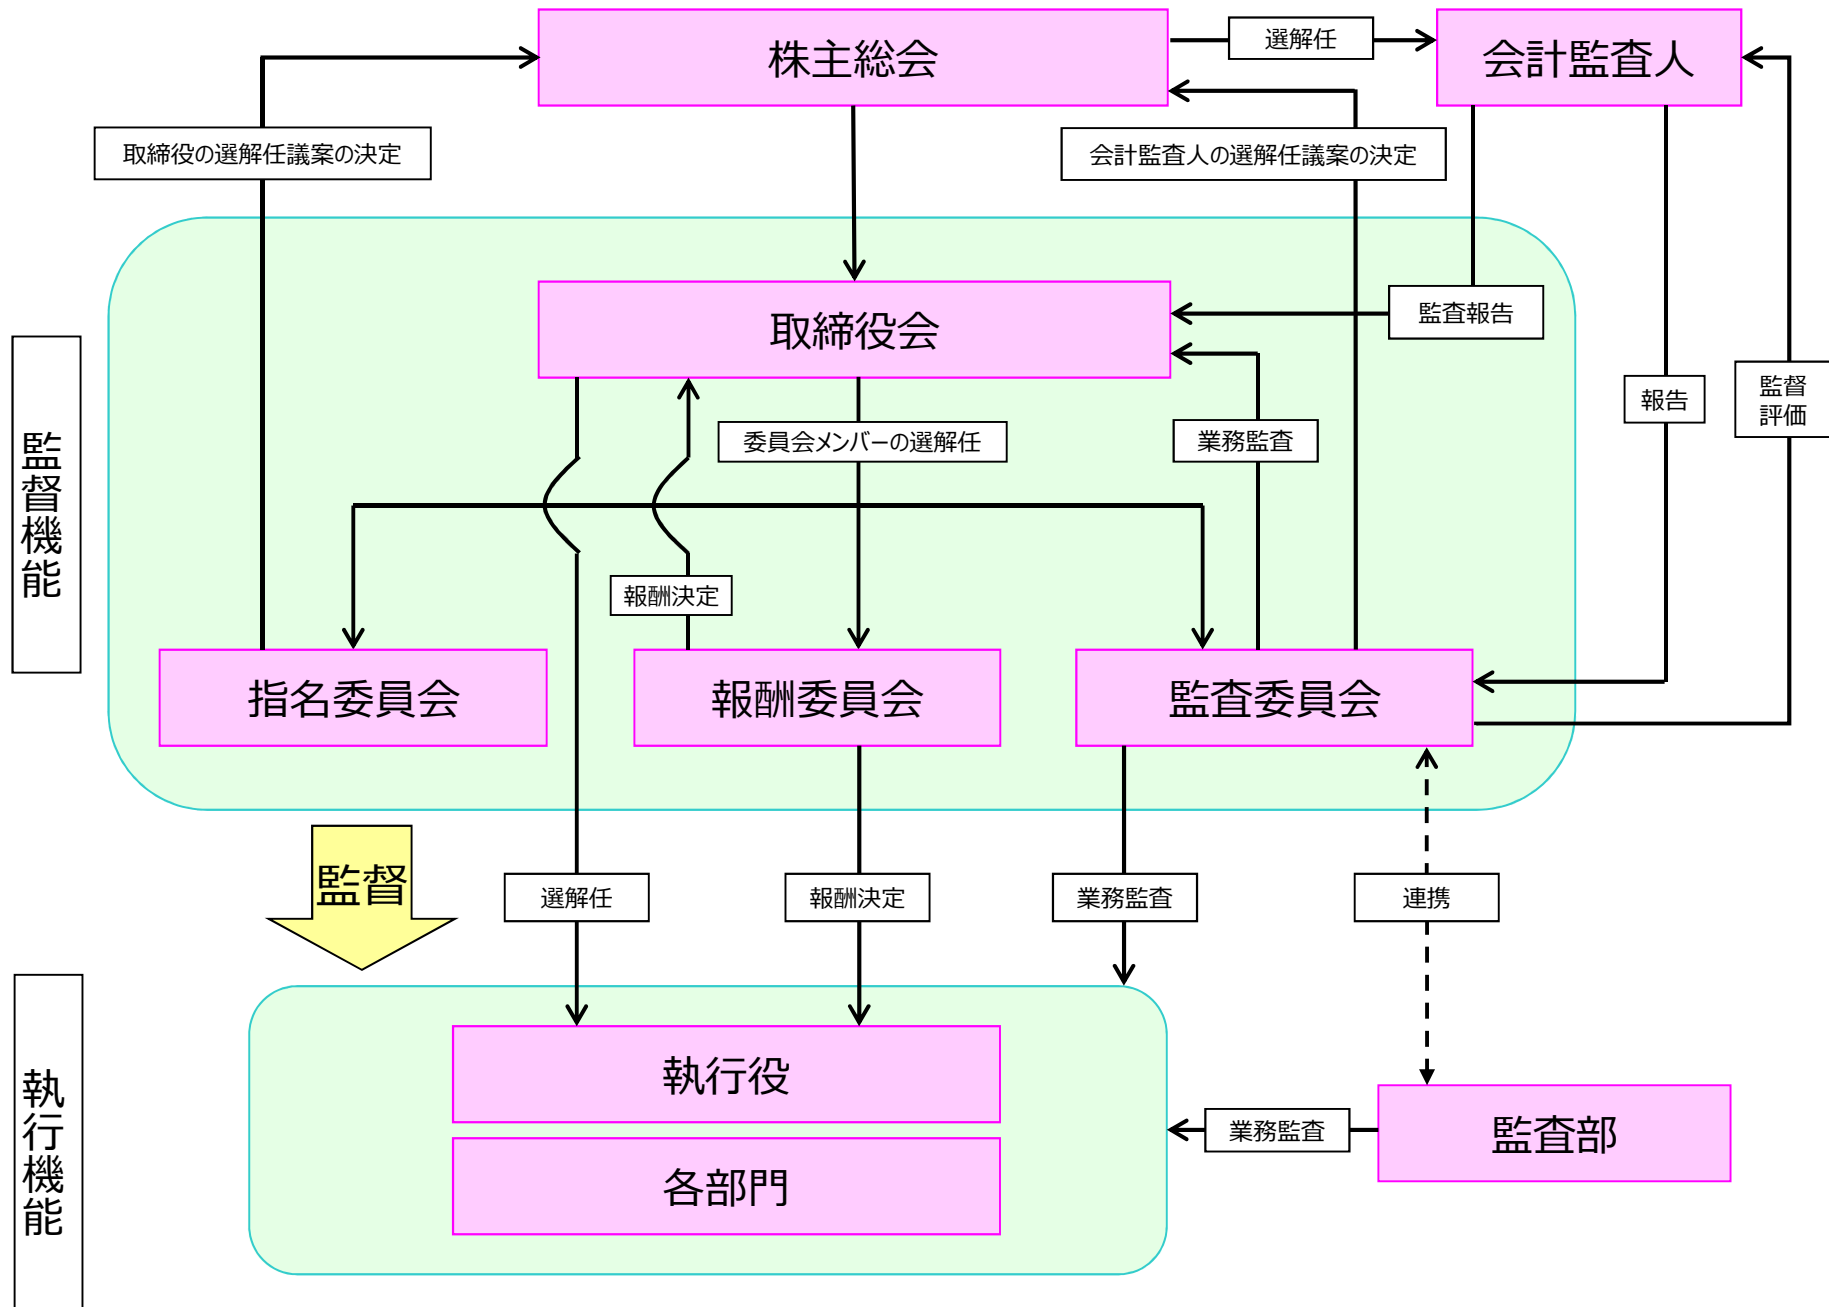 株主総会
選解任
会計監査人
取締役の選解任議案の決定
会計監査人の選解任議案の決定
取締役会
監査報告
監督機能
委員会メンバーの選解任
業務監査
報告
監督
評価
報酬決定
指名委員会
報酬委員会
監査委員会
監督
選解任
報酬決定
業務監査
連携
執行機能
執行役
業務監査
監査部
各部門